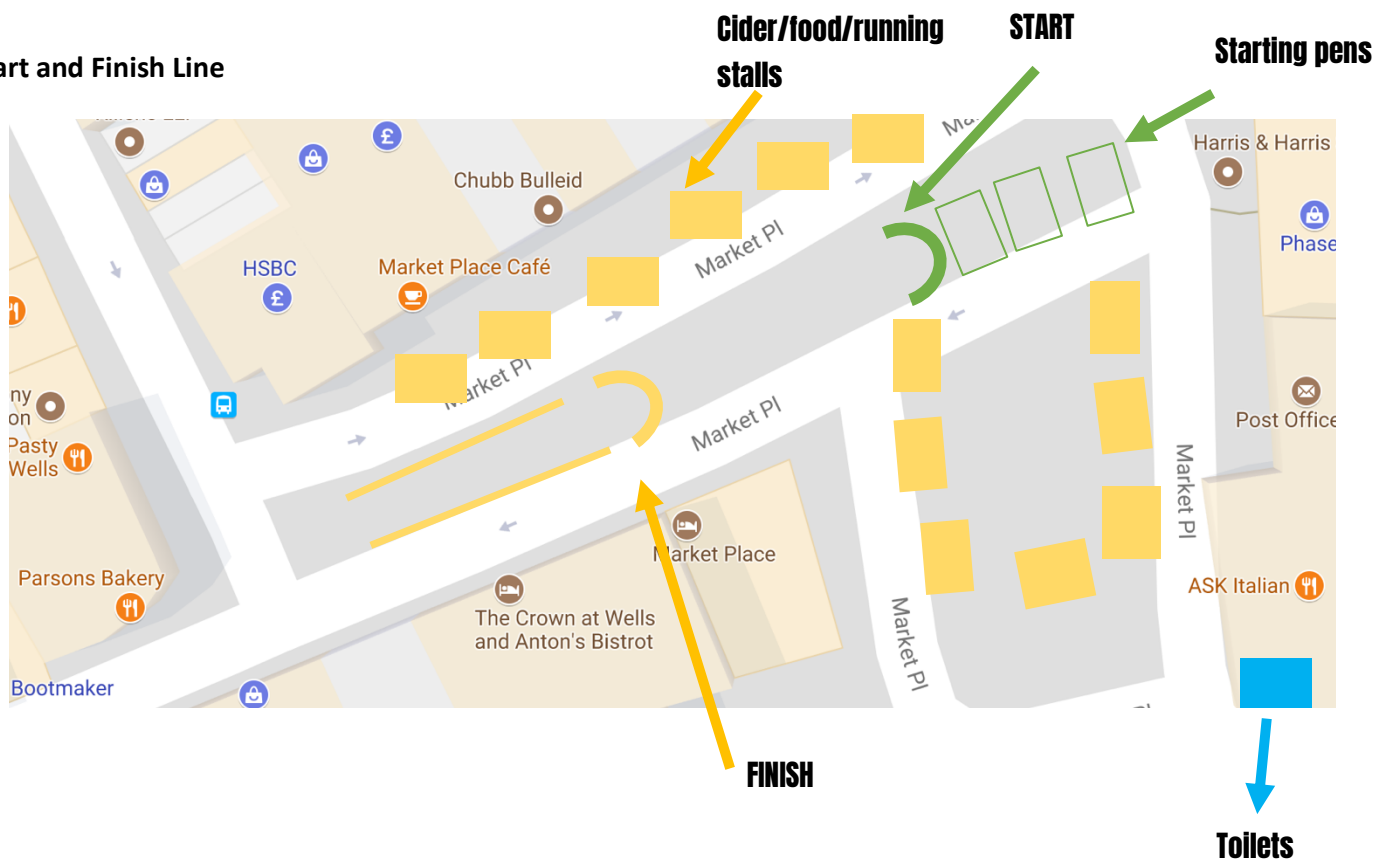 Cider/food/running
stalls
START
Starting pens
art and Finish Line
Harris & Harris
Chubb Bulleid
Phase
HSBC
Market Place Café
Market Pl
Market Pl
Market Pl
Post Office
Pasty
Wells
Market Pl
Market Place
Parsons Bakery
ASK Italian
The Crown at Wells
and Anton's Bistrot
Market Pl
Bootmaker
FINISH
Toilets